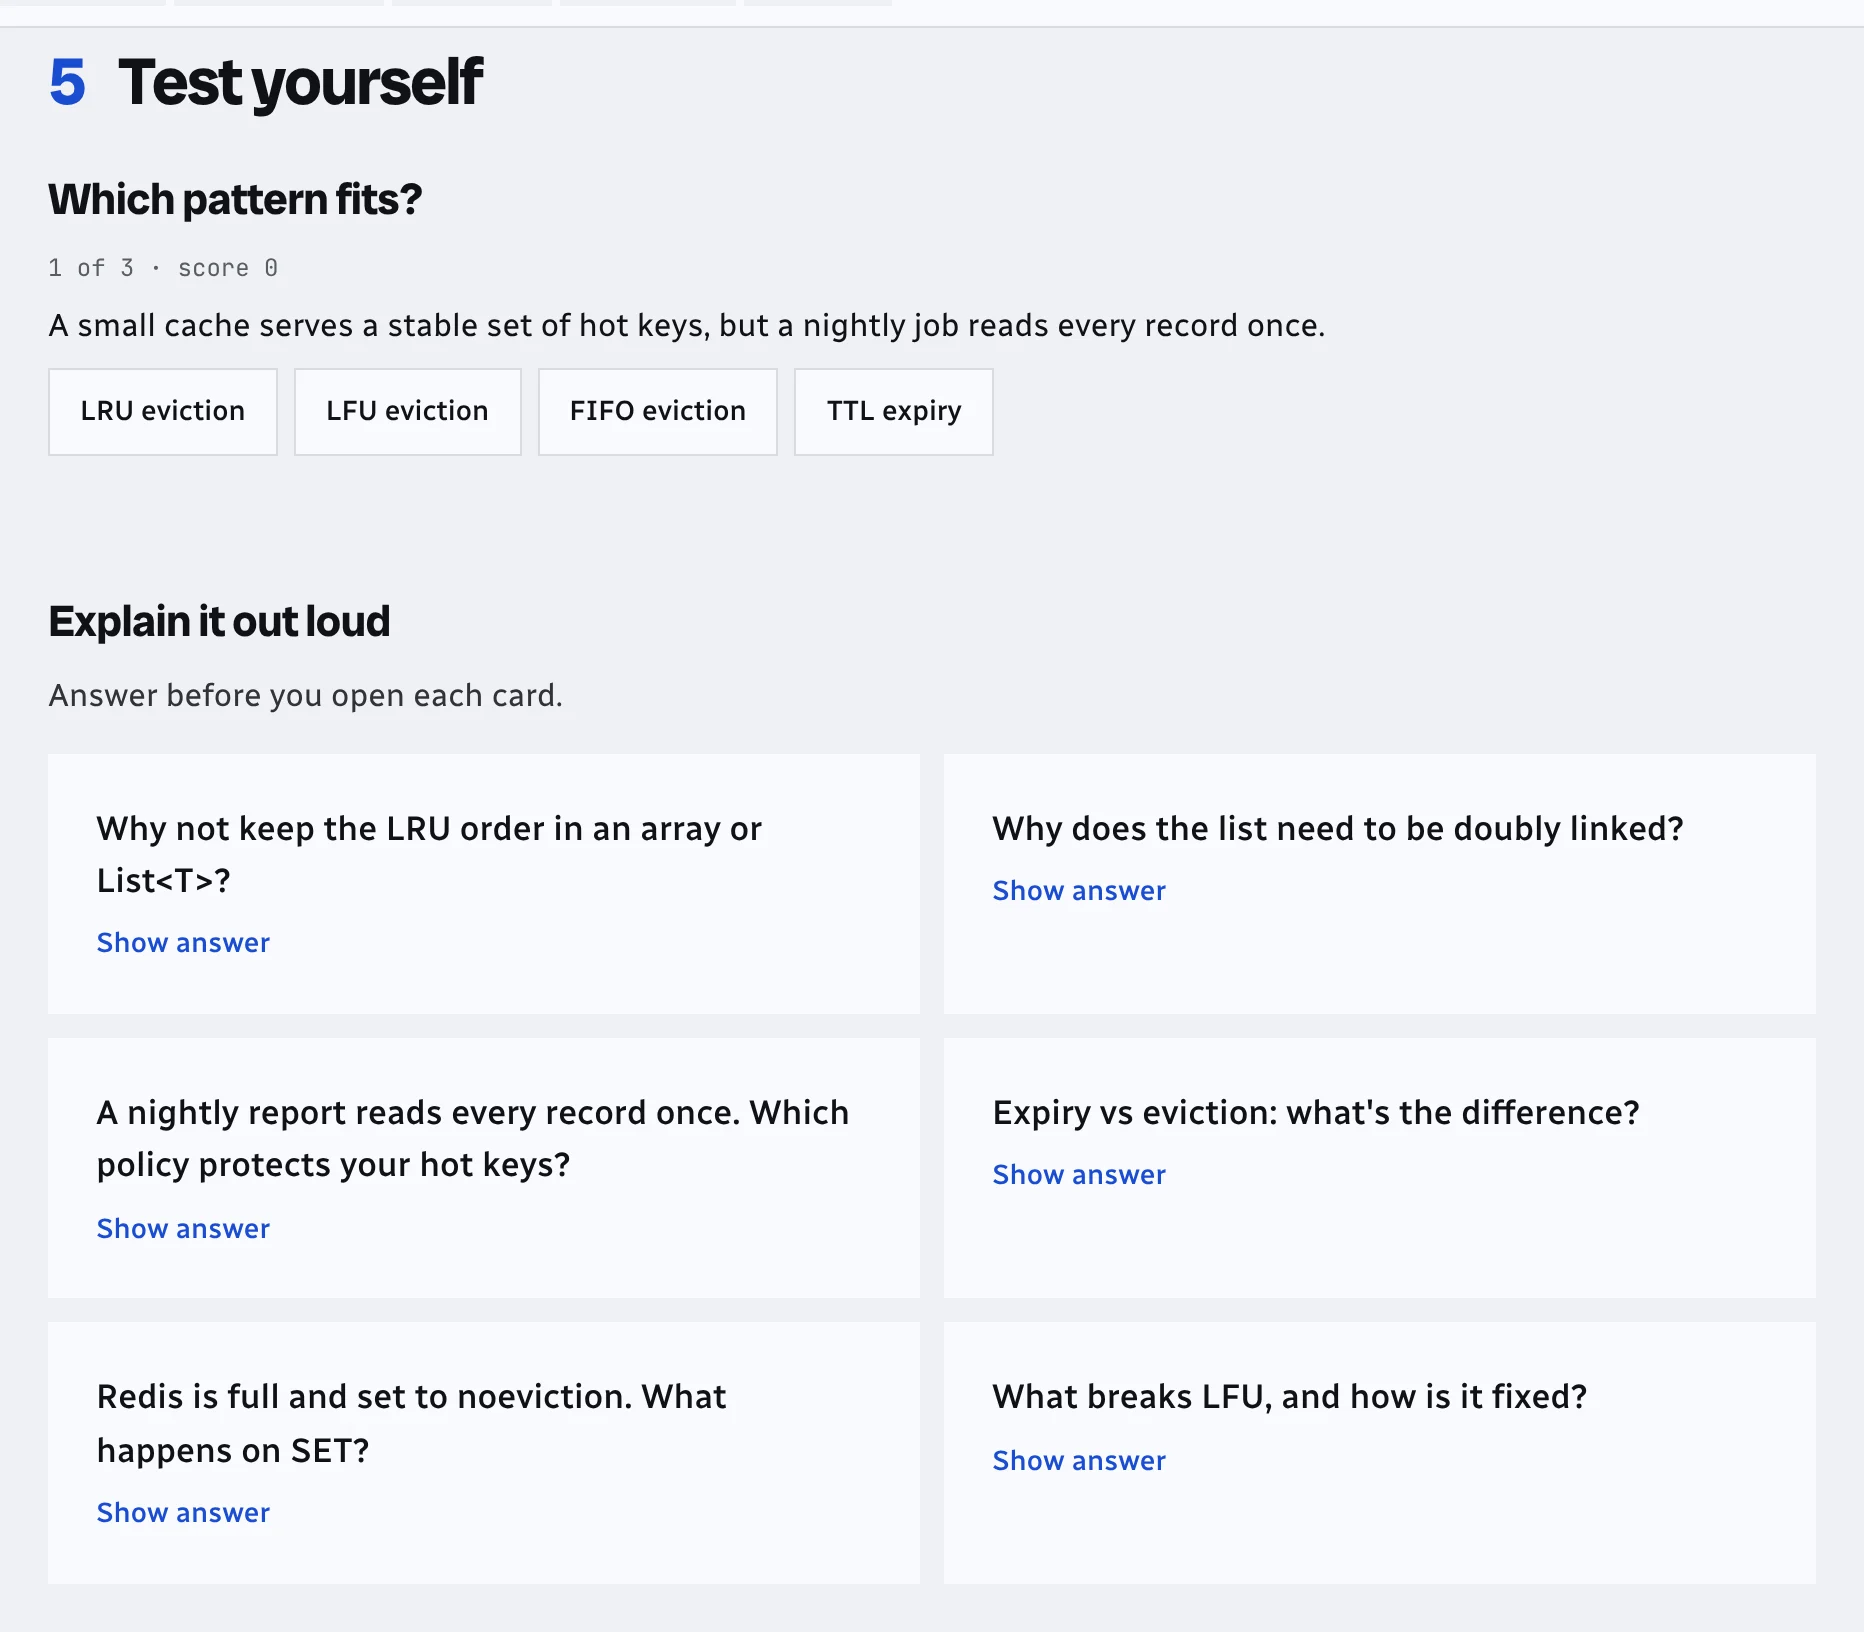 5 Test yourself
Which pattern fits?
1 of 3 · score 0
A small cache serves a stable set of hot keys, but a nightly job reads every record once.
LRU eviction
LFU eviction
FIFO eviction
TTL expiry
Explain it out loud
Answer before you open each card.
Why not keep the LRU order in an array or
List<T>?
Show answer
Why does the list need to be doubly linked?
Show answer
A nightly report reads every record once. Which
policy protects your hot keys?
Show answer
Expiry vs eviction: what's the difference?
Show answer
Redis is full and set to noeviction. What
happens on SET?
Show answer
What breaks LFU, and how is it fixed?
Show answer